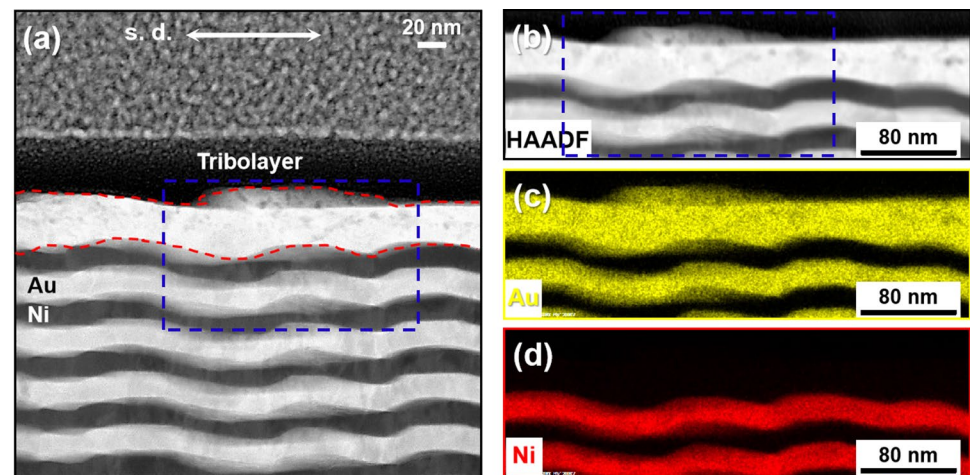 (a)
s. d.
20 nm
Tribolayer
Au
Ni
(b)
HAADF
80 nm
(c)
Au
80 nm
(d)
Ni
80 nm